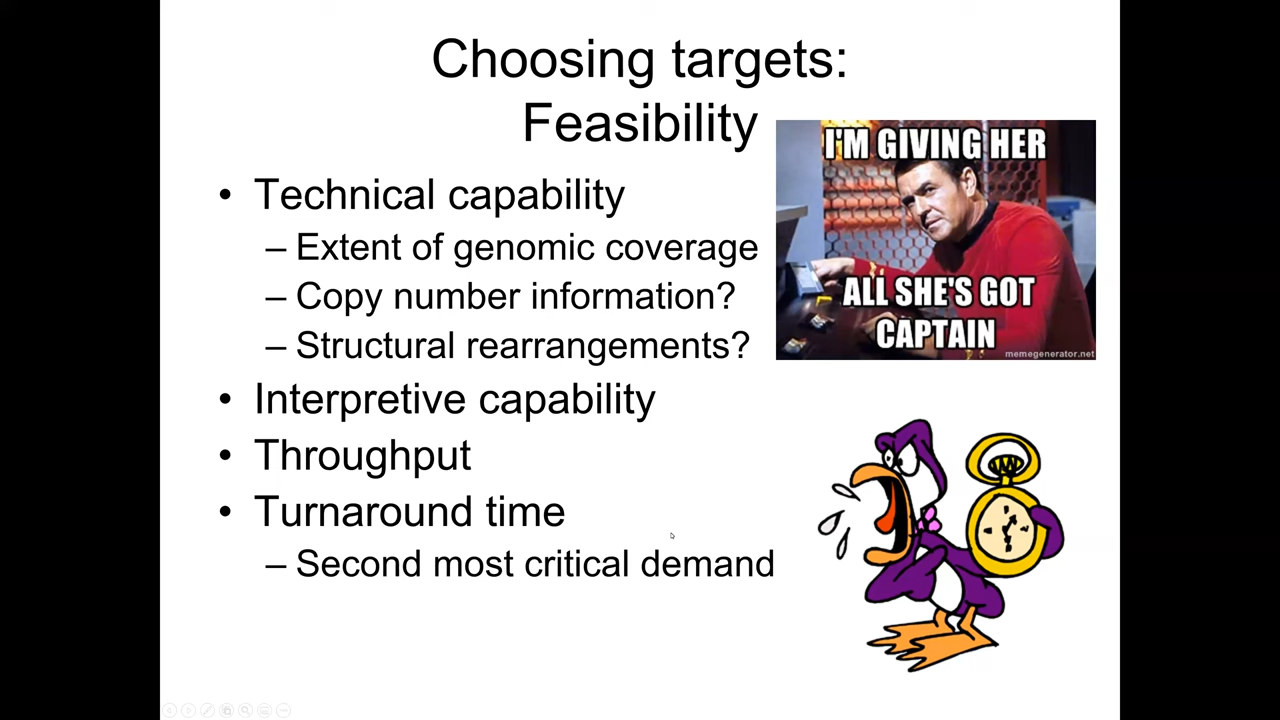 Choosing targets:
Feasibility
• Technical capability
– Extent of genomic coverage
– Copy number information?
– Structural rearrangements?
• Interpretive capability
• Throughput
• Turnaround time
– Second most critical demand
I'M GIVING HER
ALL SHE'S GOT
CAPTAIN
memegenerator.net